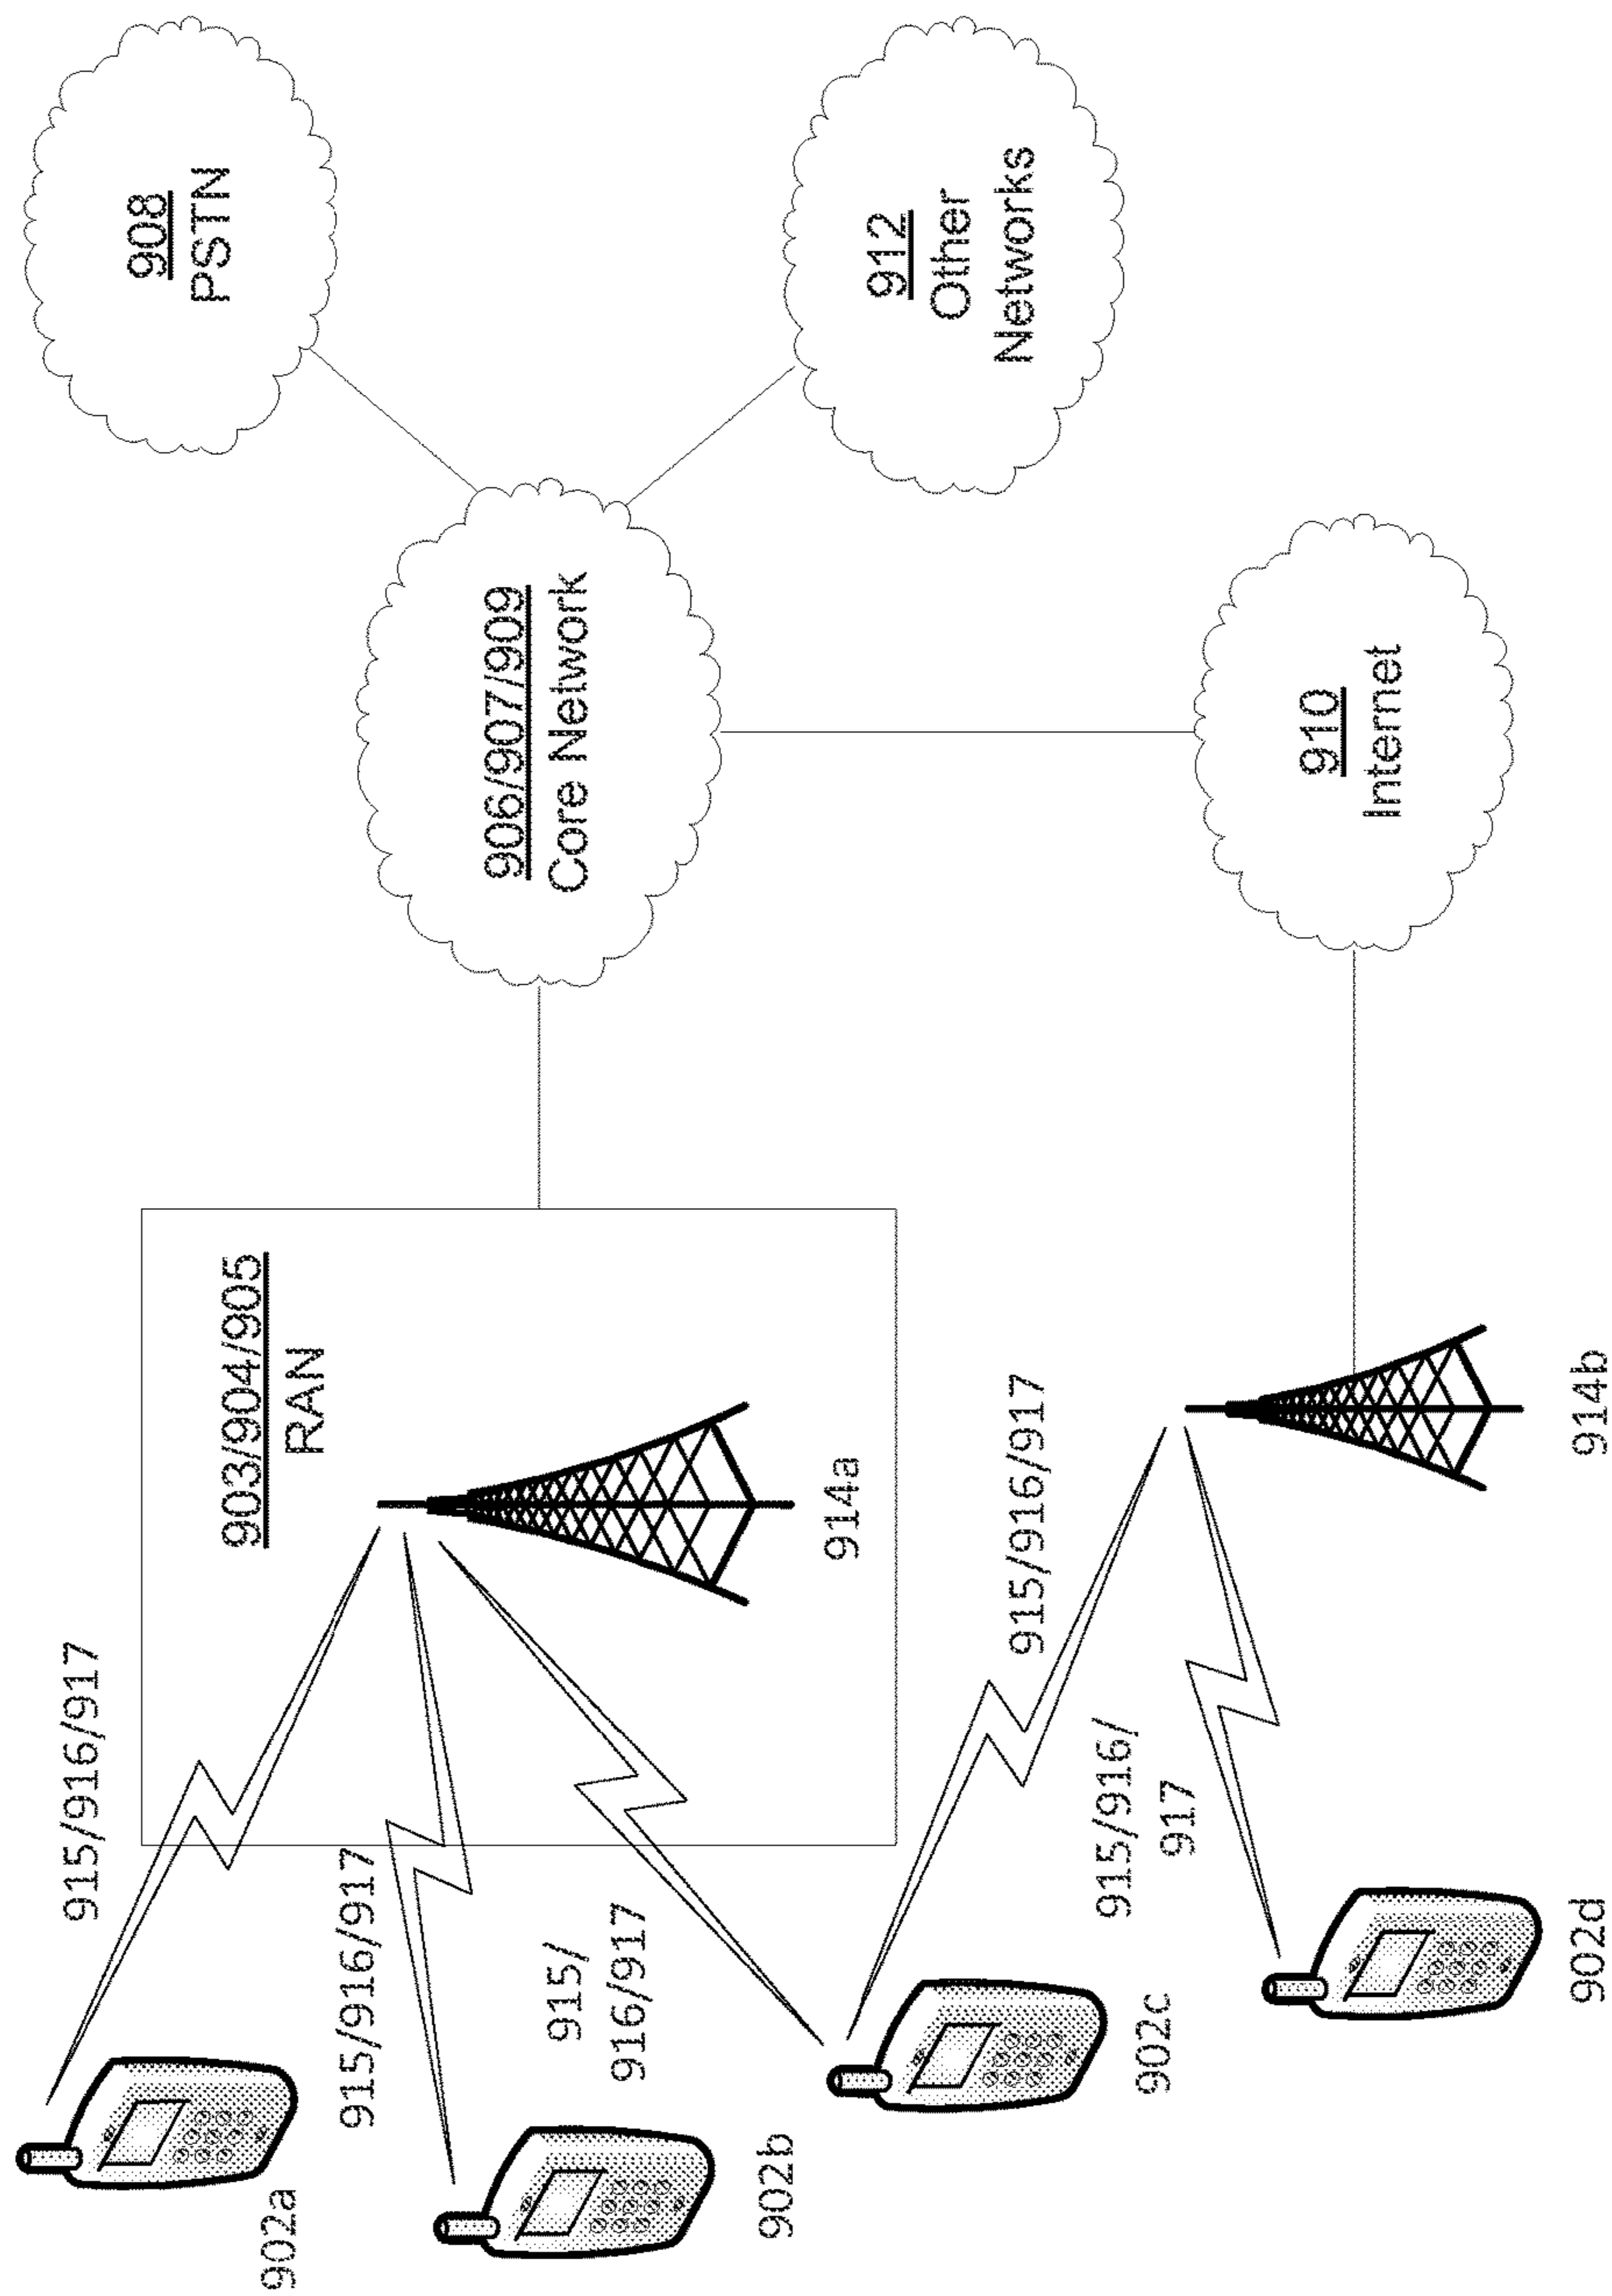 902a
915/916/917
903/904/905
RAN
908
PSTN
902b
915/916/917
914a
906/907/909
Core Network
915/
916/917
912
Other
Networks
902c
915/916/917
915/916/
917
902d
914b
910
Internet